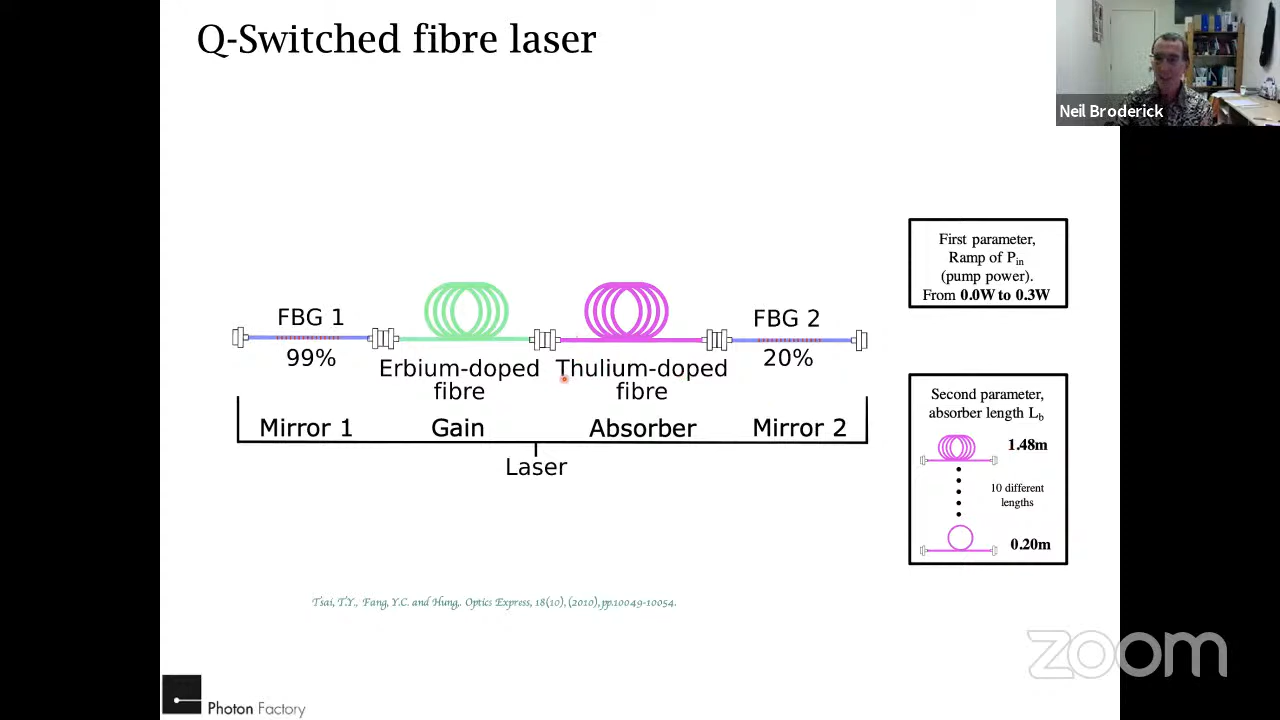 Q-Switched fibre laser
Neil Broderick
First parameter,
Ramp of Pin
(pump power).
From 0.0W to 0.3W
FBG 1
99%
Erbium-doped
fibre
Thulium-doped
fibre
FBG 2
20%
Mirror 1
Gain
Absorber
Mirror 2
Laser
Second parameter,
absorber length Lb
1.48m
10 different
lengths
0.20m
Tsai, T.Y., Fang, Y.C. and Hung,. Optics Express, 18(10), (2010), pp.10049-10054.
zoom
Photon Factory